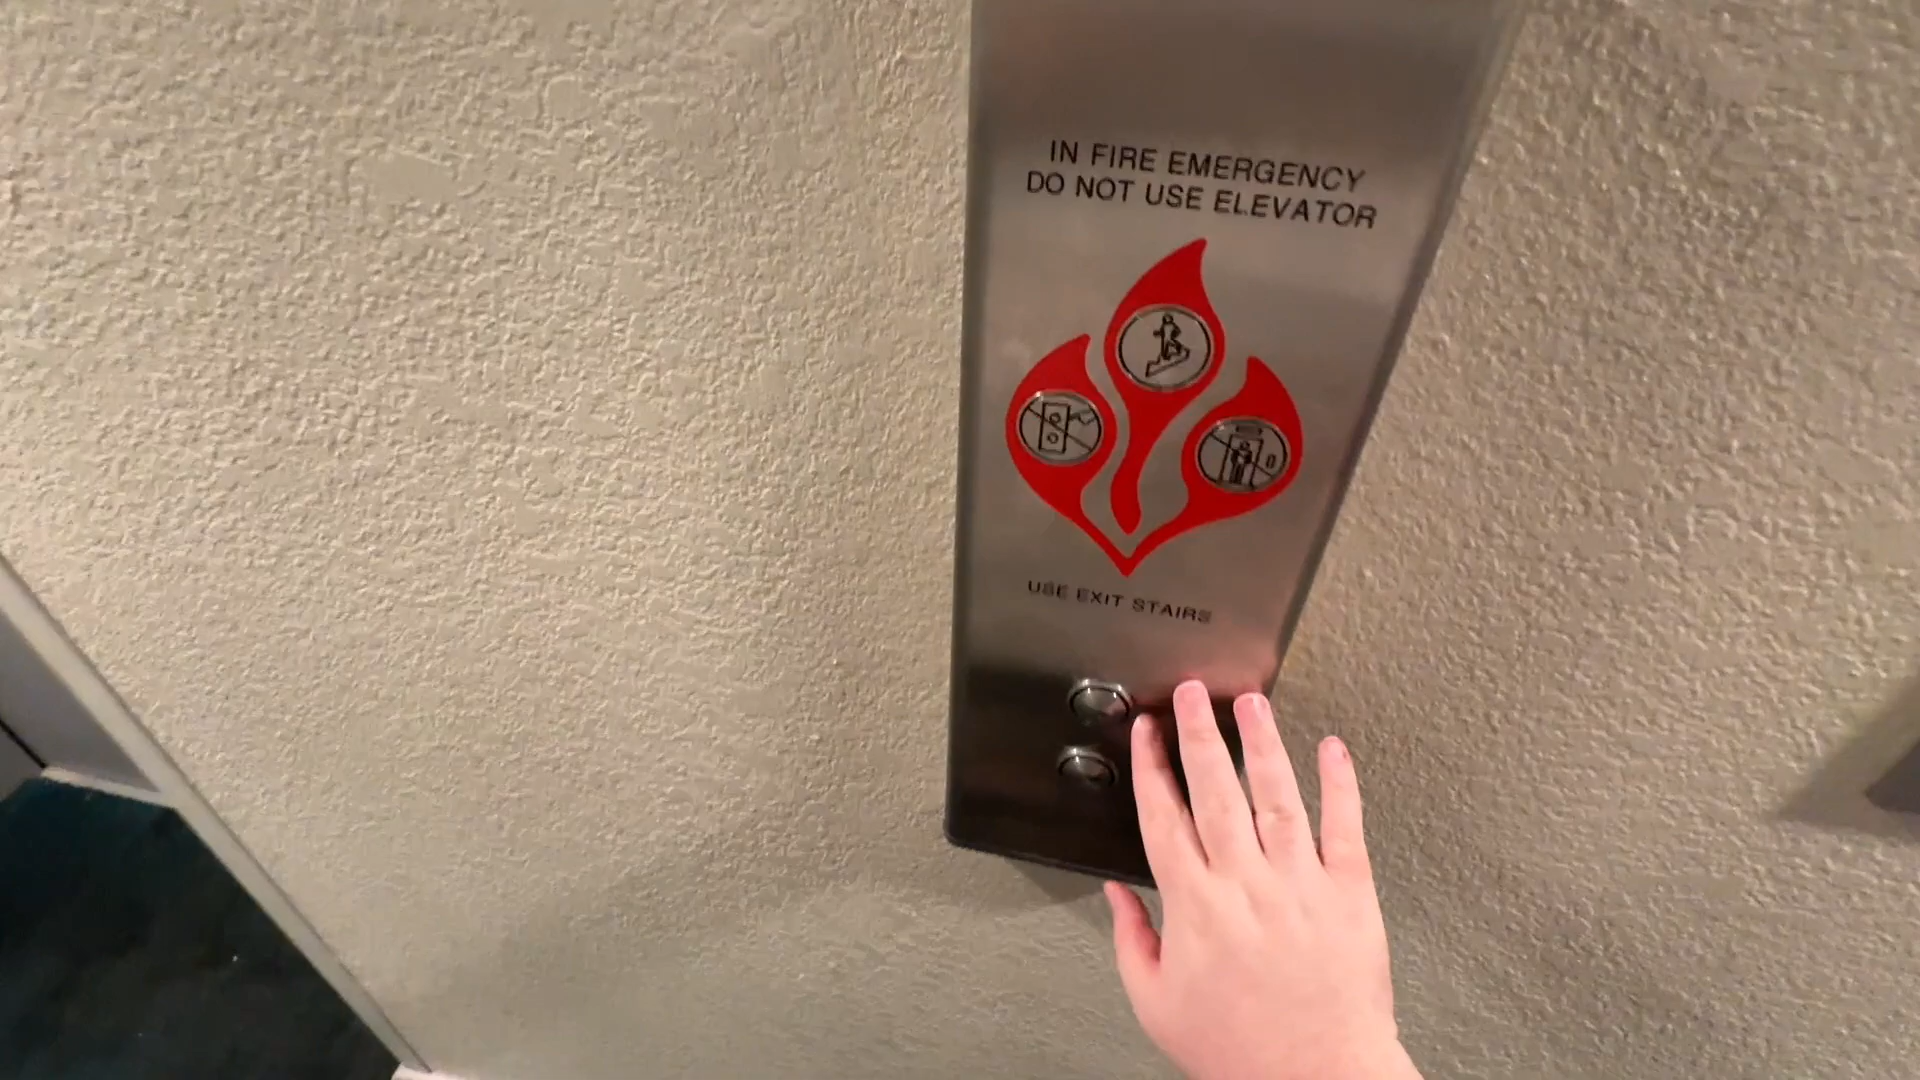 IN FIRE EMERGENCY
DO NOT USE ELEVATOR
USE EXIT STAIRS